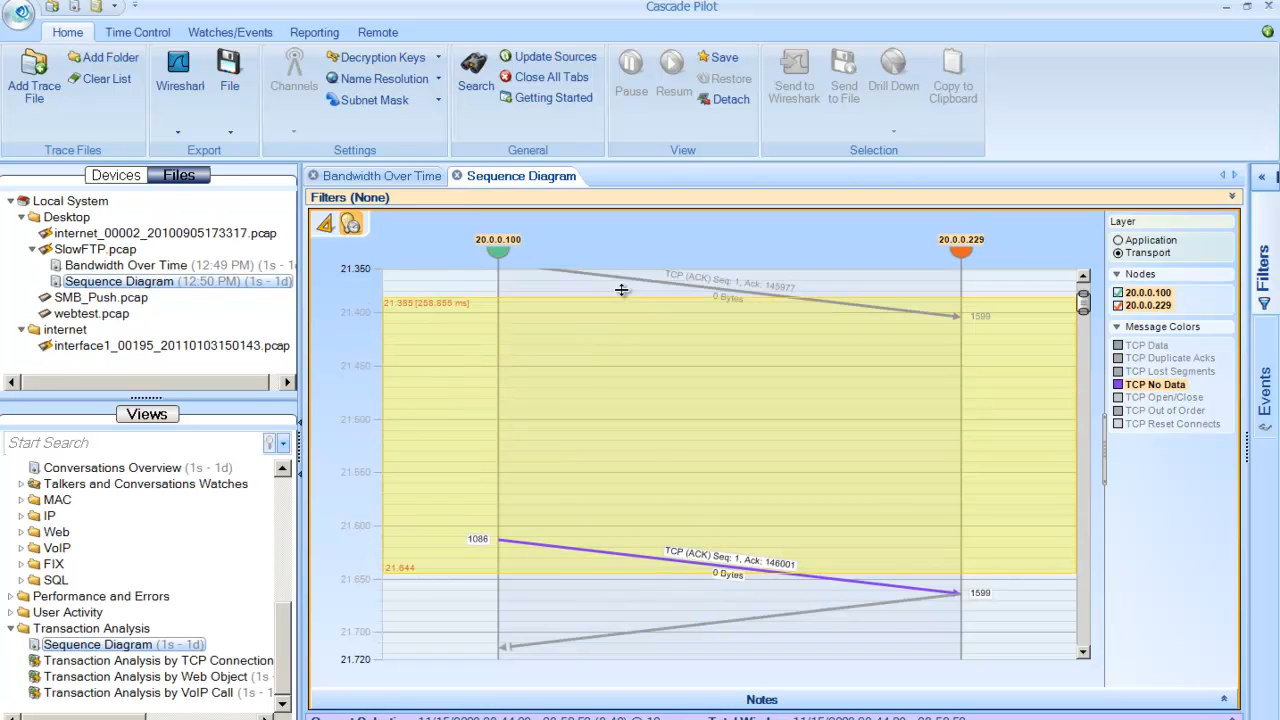 Cascade Pilot
Home Time Control Watches/Events Reporting Remote
Add Trace File
Add Folder
Clear List
Trace Files
Wireshark
File
Export
Channels
Decryption Keys
Name Resolution
Subnet Mask
Settings
Search
Update Sources
Close All Tabs
Getting Started
General
Pause
Resum
Save
Restore
Detach
View
Send to Wireshark
Send to File
Drill Down
Copy to Clipboard
Selection
Devices Files
Local System
Desktop
internet_00002_20100905173317.pcap
SlowFTP.pcap
Bandwidth Over Time (12:49 PM) (1s - 1
Sequence Diagram (12:50 PM) (1s - 1d)
SMB_Push.pcap
webtest.pcap
internet
interface1_00195_20110103150143.pcap
Views
Start Search
Conversations Overview (1s - 1d)
Talkers and Conversations Watches
MAC
IP
Web
VoIP
FIX
SQL
Performance and Errors
User Activity
Transaction Analysis
Sequence Diagram (1s - 1d)
Transaction Analysis by TCP Connection
Transaction Analysis by Web Object (1s -
Transaction Analysis by VoIP Call (1s - 1
Bandwidth Over Time Sequence Diagram
Filters (None)
20.0.0.100 20.0.0.229
21.350
TCP (ACK) Seq: 1, Ack: 145977
0 Bytes
21.385 [258.855 ms]
21.400 1599
21.450
21.500
21.550
21.600
1086
TCP (ACK) Seq: 1, Ack: 146001
0 Bytes
21.644
21.650
1599
21.700
21.720
Notes
Layer
Application
Transport
Nodes
20.0.0.100
20.0.0.229
Message Colors
TCP Data
TCP Duplicate Acks
TCP Lost Segments
TCP No Data
TCP Open/Close
TCP Out of Order
TCP Reset Connects
Filters
Events